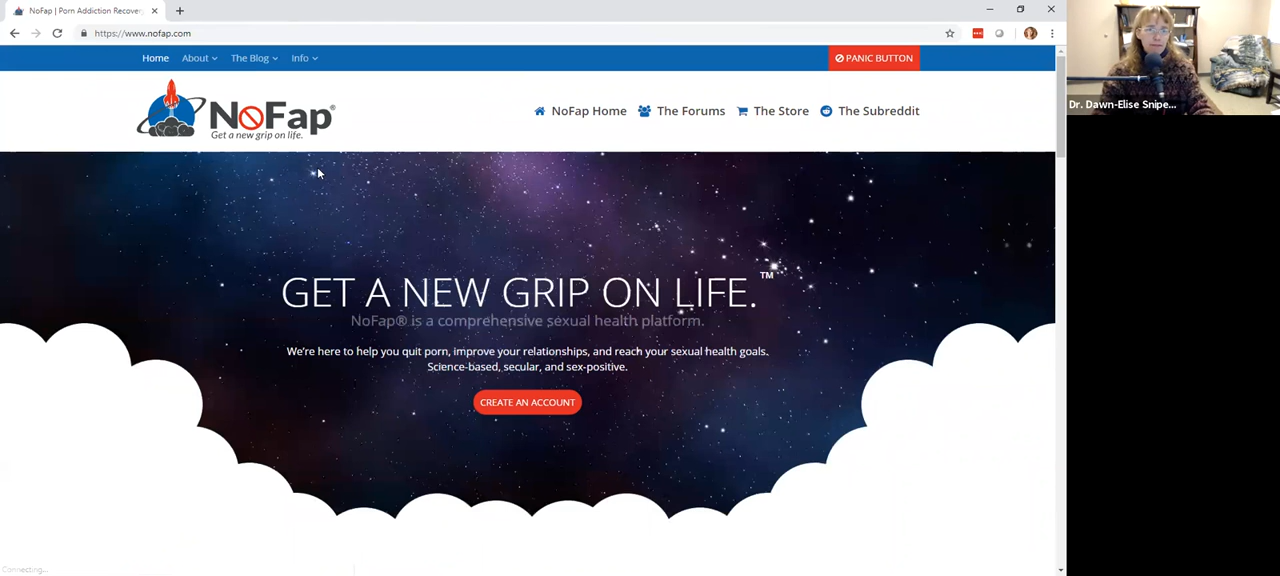 NoFap | Porn Addiction Recover
https://www.nofap.com
Home About The Blog Info
PANIC BUTTON
NoFap®
Get a new grip on life.
NoFap Home The Forums The Store The Subreddit
GET A NEW GRIP ON LIFE.™
NoFap® is a comprehensive sexual health platform.
We're here to help you quit porn, improve your relationships, and reach your sexual health goals.
Science-based, secular, and sex-positive.
CREATE AN ACCOUNT
Connecting...
Dr. Dawn-Elise Snipe...